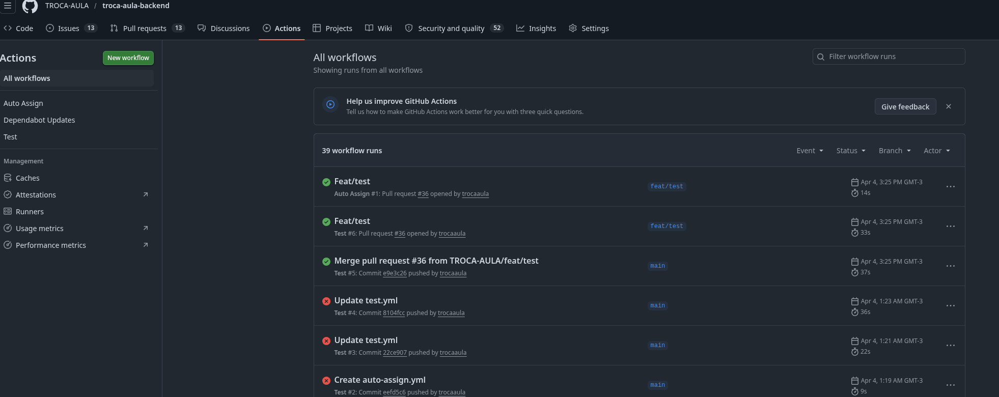 TROCA-AULA / troca-aula-backend
Code Issues 13 Pull requests 13 Discussions Actions Projects Wiki Security and quality 52 Insights Settings
Actions
New workflow
All workflows
Auto Assign
Dependabot Updates
Test
Management
Caches
Attestations
Runners
Usage metrics
Performance metrics
All workflows
Showing runs from all workflows
Filter workflow runs
Help us improve GitHub Actions
Tell us how to make GitHub Actions work better for you with three quick questions.
Give feedback
39 workflow runs
Event Status Branch Actor
Feat/test
Auto Assign #1: Pull request #36 opened by trocaaula
feat/test
Apr 4, 3:25 PM GMT-3
14s
Feat/test
Test #6: Pull request #36 opened by trocaaula
feat/test
Apr 4, 3:25 PM GMT-3
33s
Merge pull request #36 from TROCA-AULA/feat/test
Test #5: Commit e9e3c26 pushed by trocaaula
main
Apr 4, 3:25 PM GMT-3
37s
Update test.yml
Test #4: Commit 8104fcc pushed by trocaaula
main
Apr 4, 1:23 AM GMT-3
36s
Update test.yml
Test #3: Commit 22ce907 pushed by trocaaula
main
Apr 4, 1:21 AM GMT-3
22s
Create auto-assign.yml
Test #2: Commit eefd5c6 pushed by trocaaula
main
Apr 4, 1:19 AM GMT-3
9s